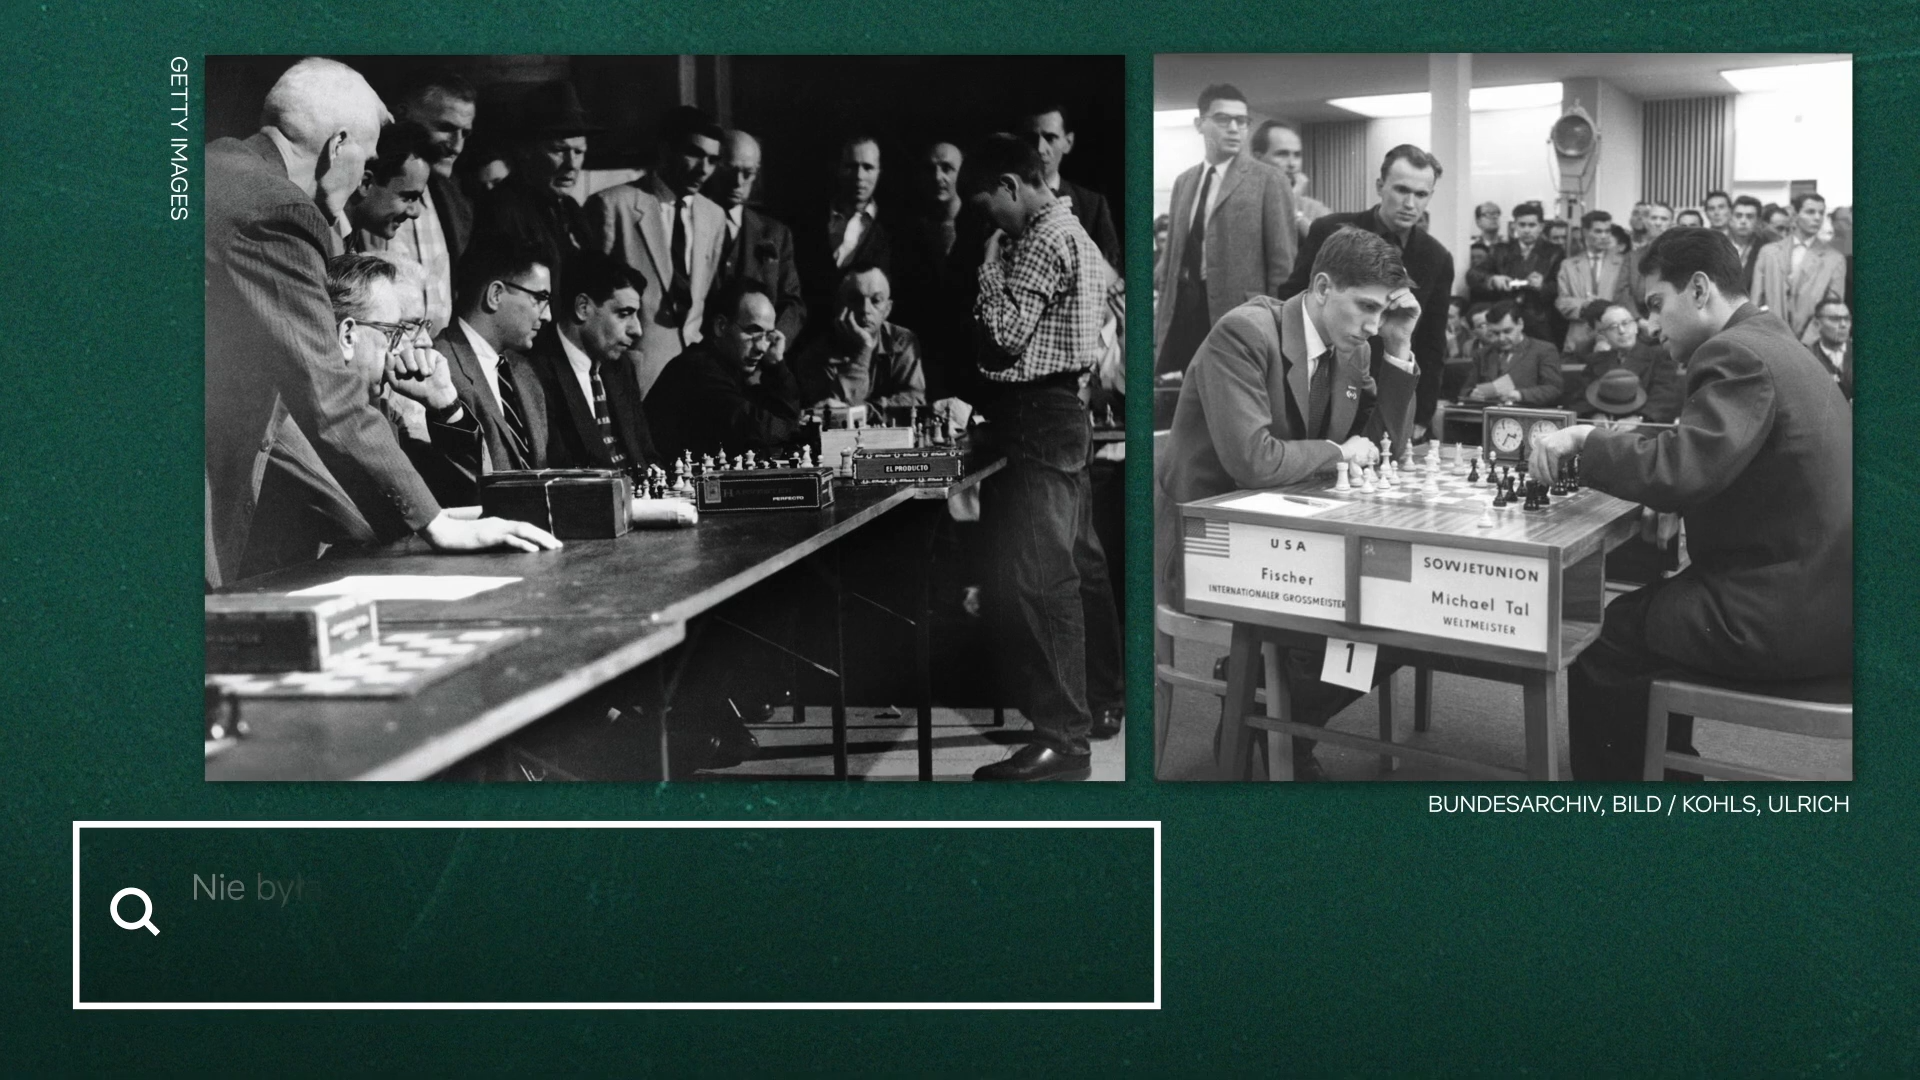 GETTY IMAGES
EL PRODUCTO
PERFECTO
USA
Fischer
INTERNATIONALER GROSSMEISTER
SOWJETUNION
Michael Tal
WELTMEISTER
1
BUNDESARCHIV, BILD / KOHLS, ULRICH
Nie